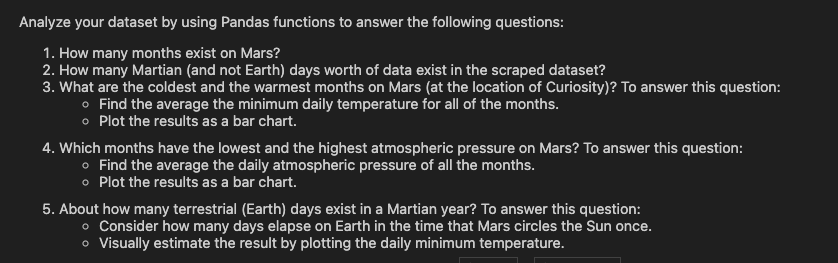 Analyze your dataset by using Pandas functions to answer the following questions:
1. How many months exist on Mars?
2. How many Martian (and not Earth) days worth of data exist in the scraped dataset?
3. What are the coldest and the warmest months on Mars (at the location of Curiosity)? To answer this question:
○ Find the average the minimum daily temperature for all of the months.
○ Plot the results as a bar chart.
4. Which months have the lowest and the highest atmospheric pressure on Mars? To answer this question:
○ Find the average the daily atmospheric pressure of all the months.
○ Plot the results as a bar chart.
5. About how many terrestrial (Earth) days exist in a Martian year? To answer this question:
○ Consider how many days elapse on Earth in the time that Mars circles the Sun once.
○ Visually estimate the result by plotting the daily minimum temperature.